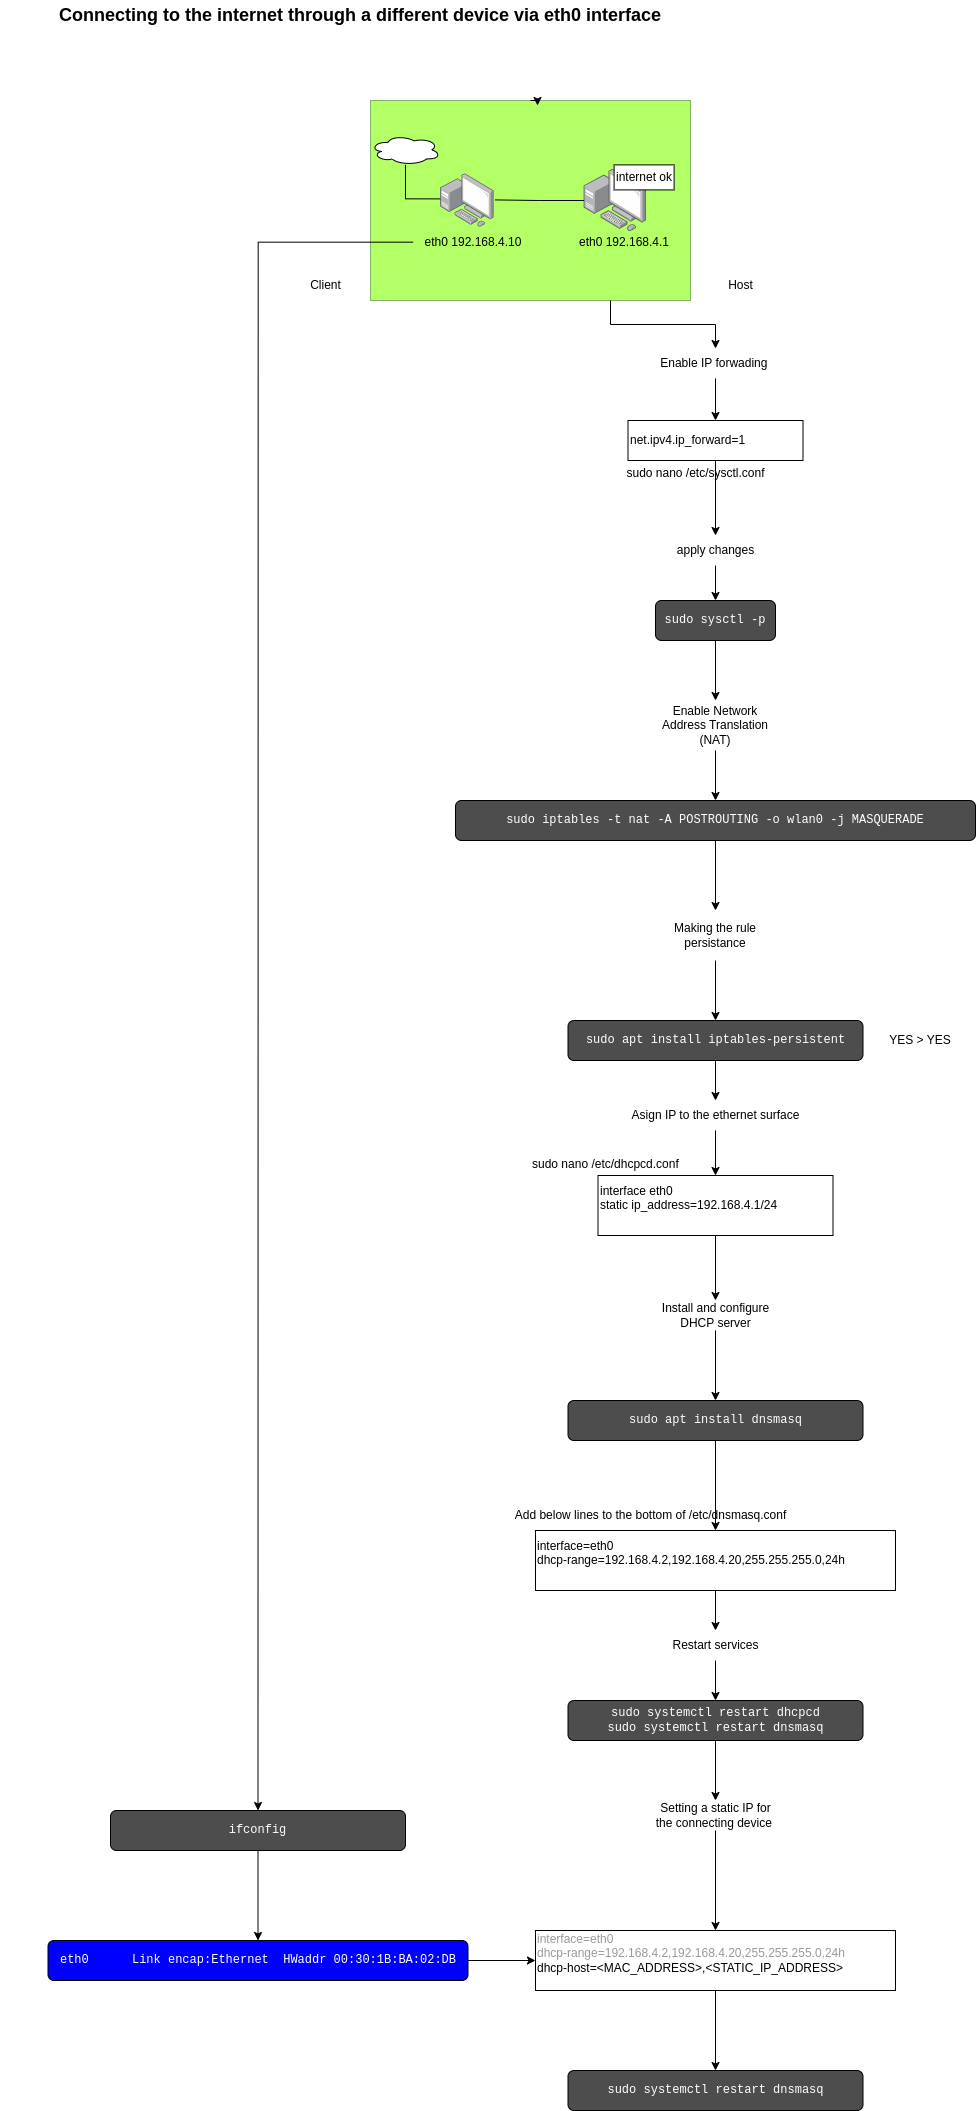 Connecting to the internet through a different device via eth0 interface
internet ok
eth0 192.168.4.10
eth0 192.168.4.1
Client
Host
Enable IP forwading
net.ipv4.ip_forward=1
sudo nano /etc/sysctl.conf
apply changes
sudo sysctl -p
Enable Network
Address Translation
(NAT)
sudo iptables -t nat -A POSTROUTING -o wlan0 -j MASQUERADE
Making the rule
persistance
sudo apt install iptables-persistent
YES > YES
Asign IP to the ethernet surface
sudo nano /etc/dhcpcd.conf
interface eth0
static ip_address=192.168.4.1/24
Install and configure
DHCP server
sudo apt install dnsmasq
Add below lines to the bottom of /etc/dnsmasq.conf
interface=eth0
dhcp-range=192.168.4.2,192.168.4.20,255.255.255.0,24h
Restart services
sudo systemctl restart dhcpcd
sudo systemctl restart dnsmasq
Setting a static IP for
the connecting device
ifconfig
eth0      Link encap:Ethernet  HWaddr 00:30:1B:BA:02:DB
interface=eth0
dhcp-range=192.168.4.2,192.168.4.20,255.255.255.0,24h
dhcp-host=<MAC_ADDRESS>,<STATIC_IP_ADDRESS>
sudo systemctl restart dnsmasq